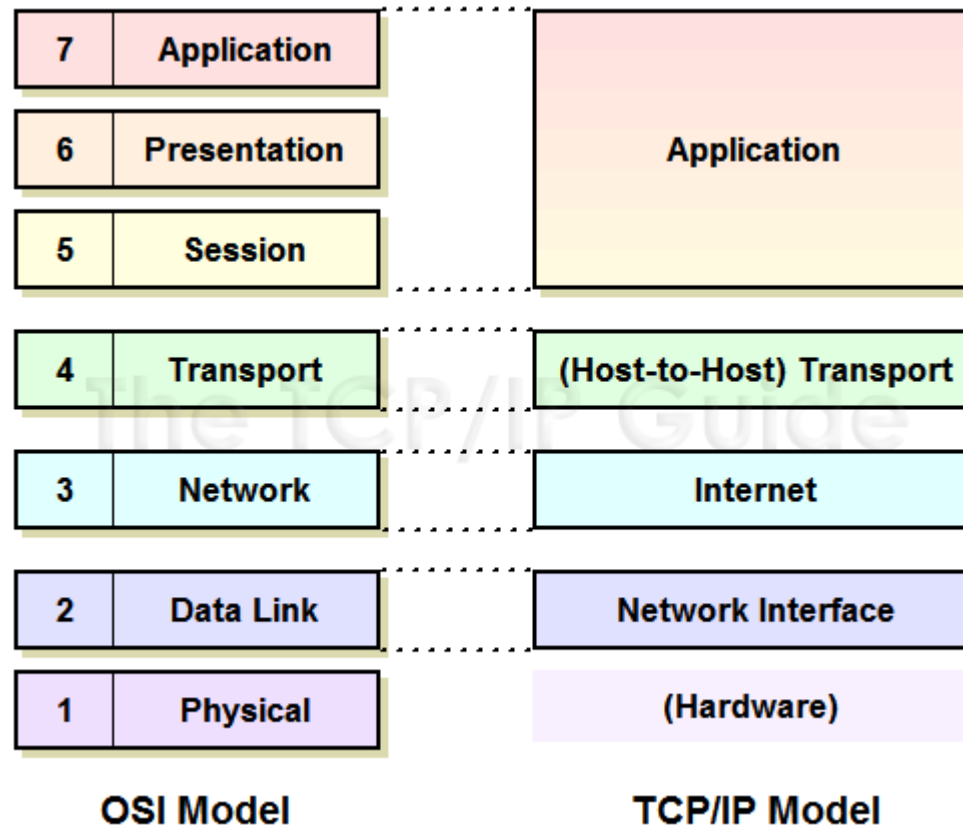 7 Application
6 Presentation
Application
5 Session
4 Transport
(Host-to-Host) Transport
The TCP/IP Guide
3 Network
Internet
2 Data Link
Network Interface
1 Physical
(Hardware)
OSI Model
TCP/IP Model